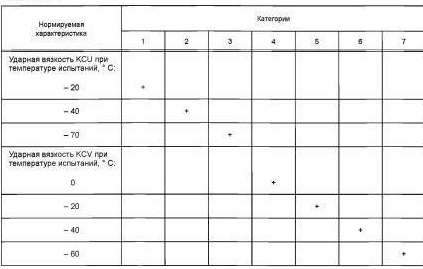 Нормируемая характеристика
Категории
1 2 3 4 5 6 7
Ударная вязкость KCU при температуре испытаний, ° С:
– 20 +
– 40 +
– 70 +
Ударная вязкость KCV при температуре испытаний, ° С:
0 +
– 20 +
– 40 +
– 60 +